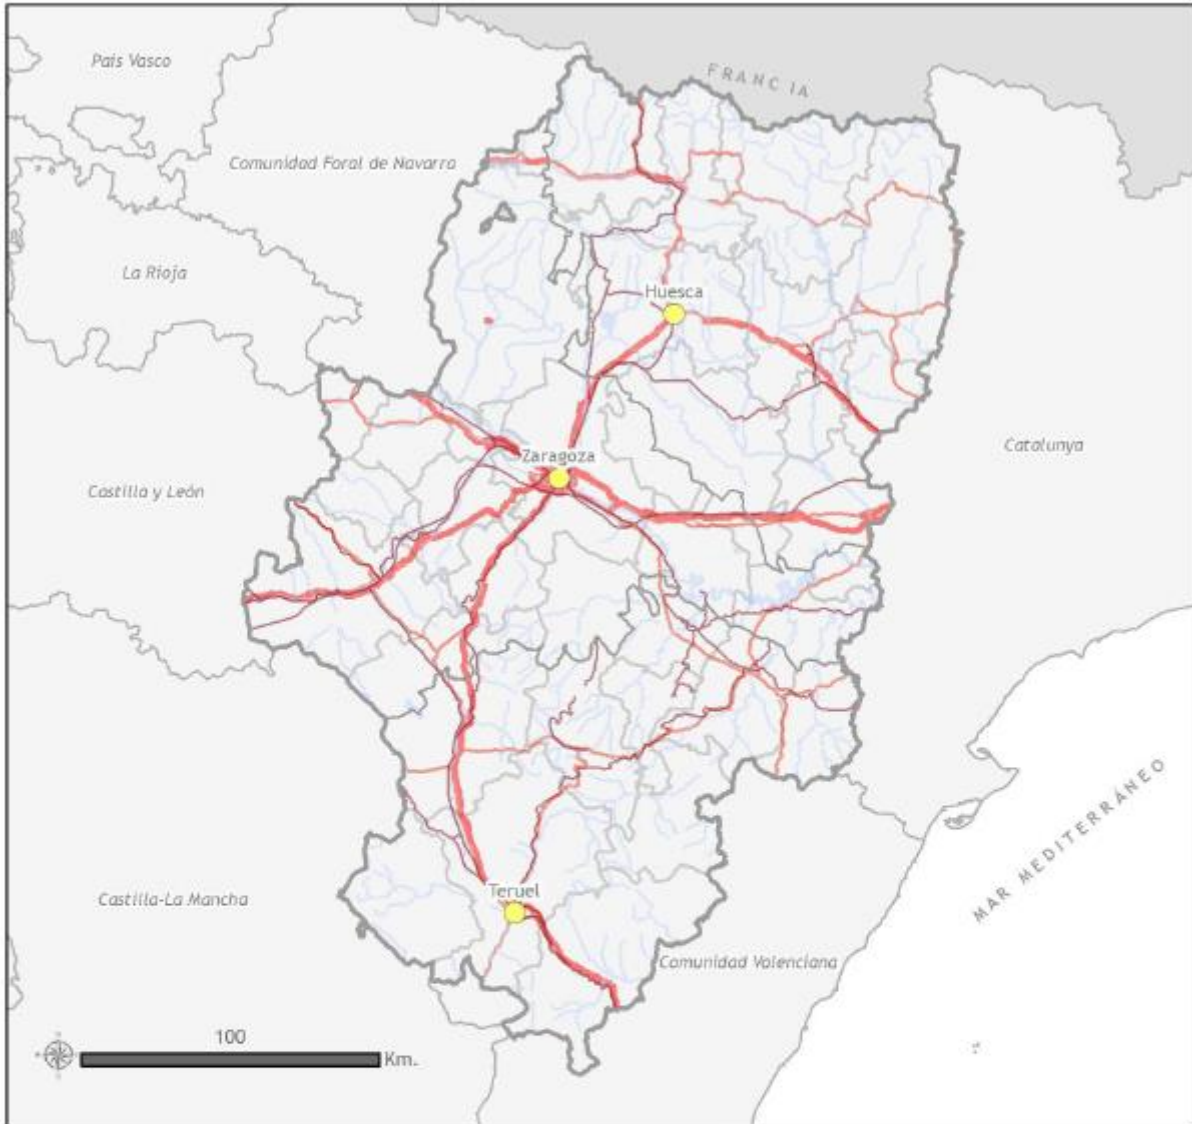 País Vasco
FRANCIA
Comunidad Foral de Navarra
La Rioja
Huesca
Catalunya
Zaragoza
Castilla y León
MAR MEDITERRÁNEO
Teruel
Castilla-La Mancha
Comunidad Valenciana
100
Km.